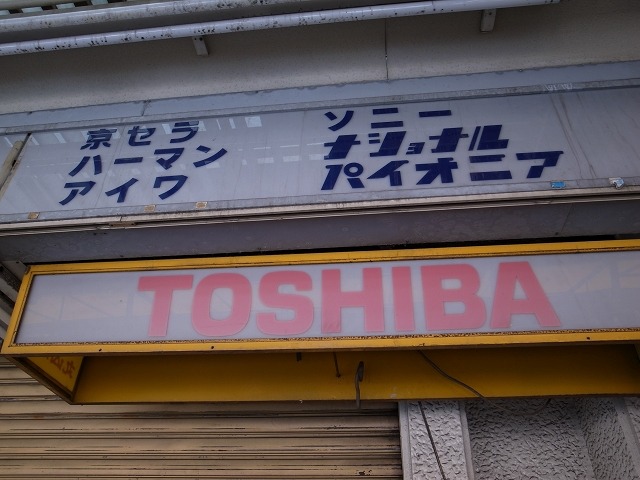 京セラ
ハーマン
アイワ
ソニー
ナショナル
パイオニア
TOSHIBA